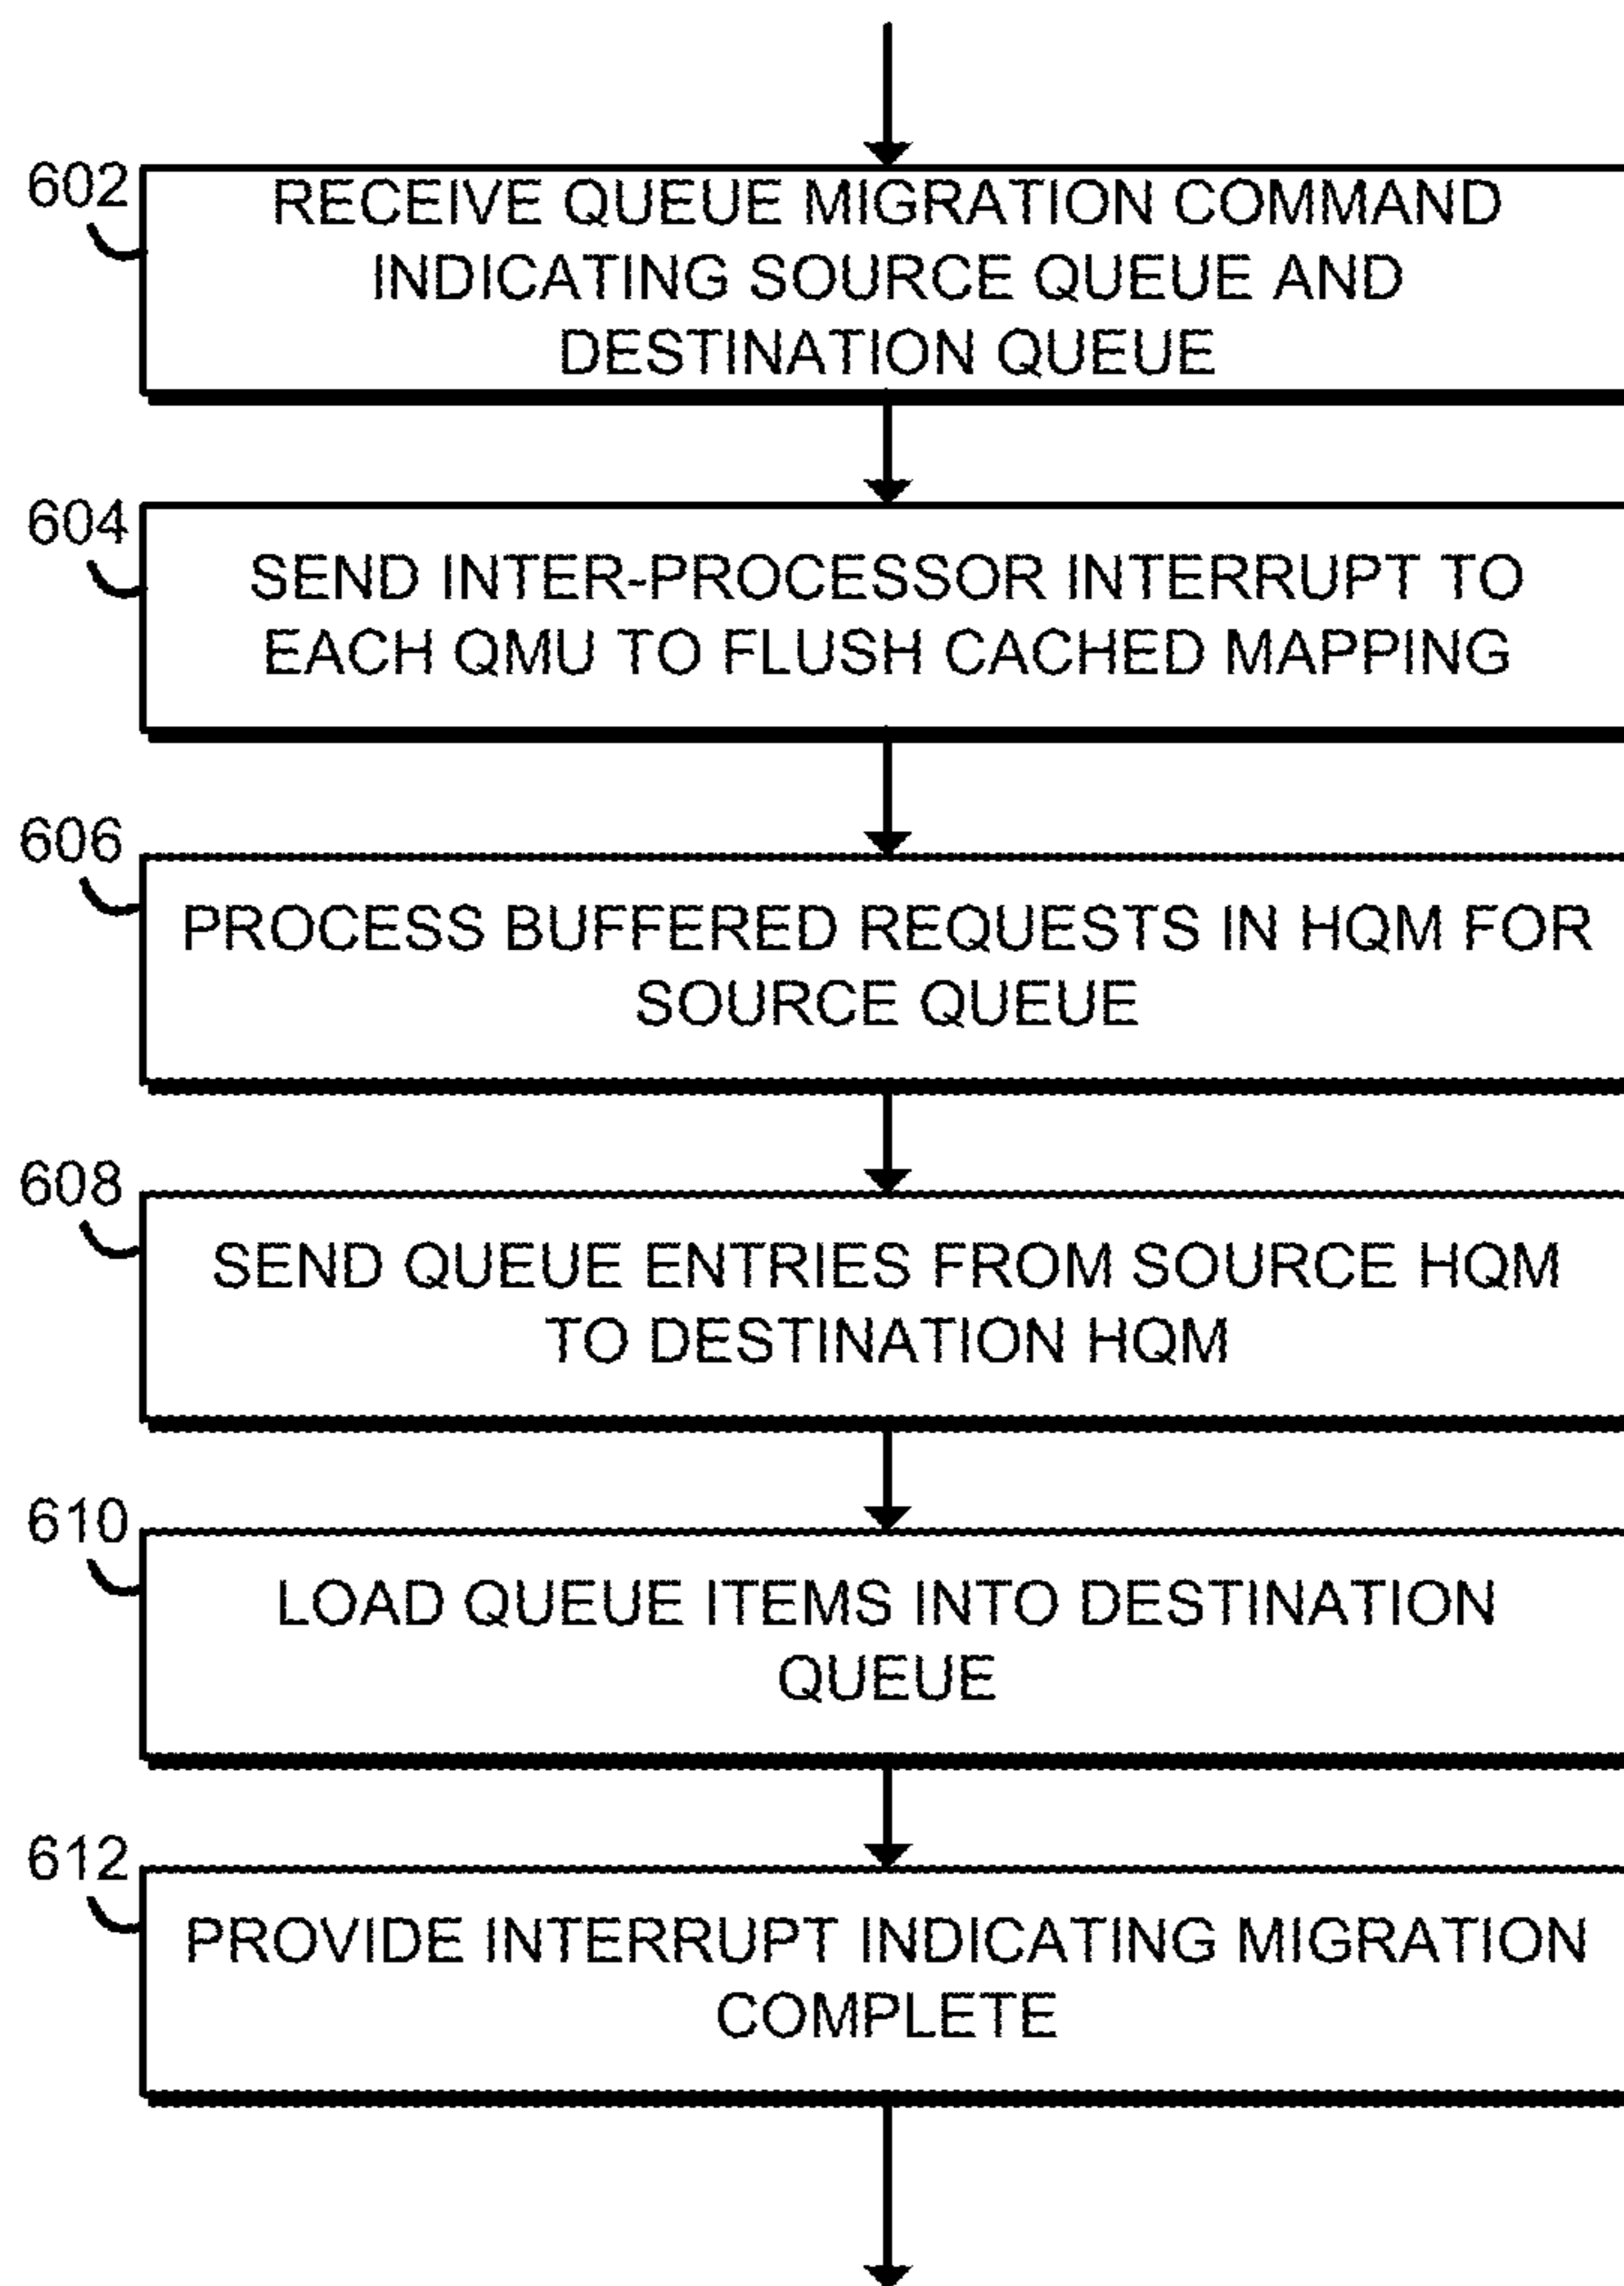 602
RECEIVE QUEUE MIGRATION COMMAND
INDICATING SOURCE QUEUE AND
DESTINATION QUEUE
604
SEND INTER-PROCESSOR INTERRUPT TO
EACH QMU TO FLUSH CACHED MAPPING
606
PROCESS BUFFERED REQUESTS IN HQM FOR
SOURCE QUEUE
608
SEND QUEUE ENTRIES FROM SOURCE HQM
TO DESTINATION HQM
610
LOAD QUEUE ITEMS INTO DESTINATION
QUEUE
612
PROVIDE INTERRUPT INDICATING MIGRATION
COMPLETE